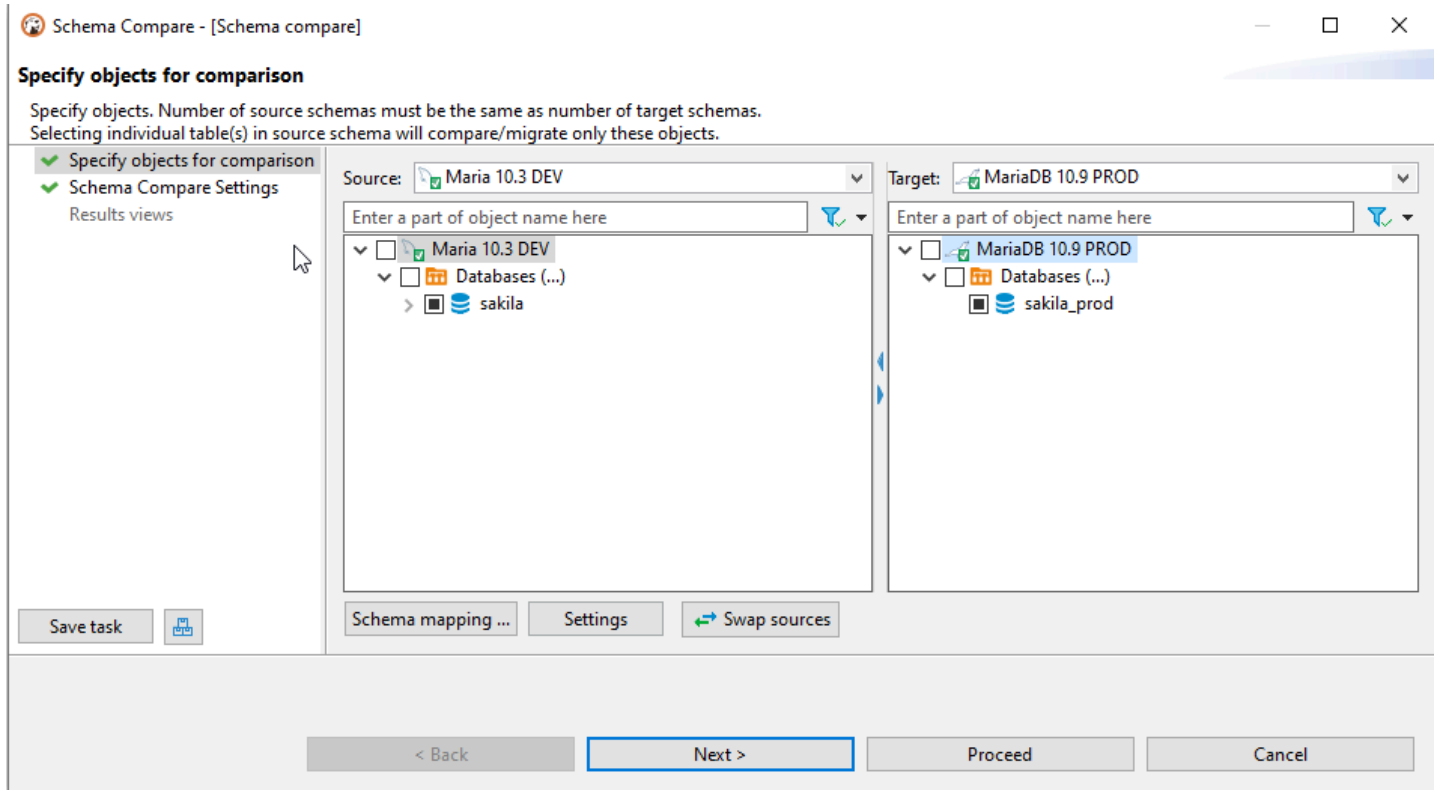 Schema Compare - [Schema compare]
Specify objects for comparison
Specify objects. Number of source schemas must be the same as number of target schemas.
Selecting individual table(s) in source schema will compare/migrate only these objects.
Specify objects for comparison
Schema Compare Settings
Results views
Source: Maria 10.3 DEV
Enter a part of object name here
Maria 10.3 DEV
Databases (...)
sakila
Target: MariaDB 10.9 PROD
Enter a part of object name here
MariaDB 10.9 PROD
Databases (...)
sakila_prod
Save task
Schema mapping ...
Settings
Swap sources
< Back
Next >
Proceed
Cancel